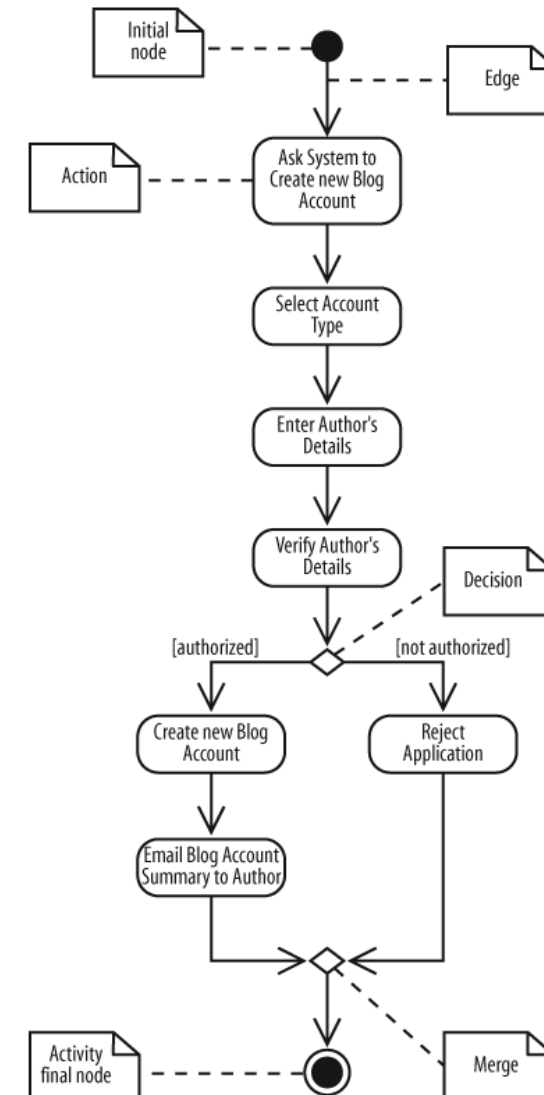 Initial
node
Edge
Ask System to
Create new Blog
Account
Action
Select Account
Type
Enter Author's
Details
Verify Author's
Details
Decision
[authorized]
[not authorized]
Create new Blog
Account
Reject
Application
Email Blog Account
Summary to Author
Activity
final node
Merge